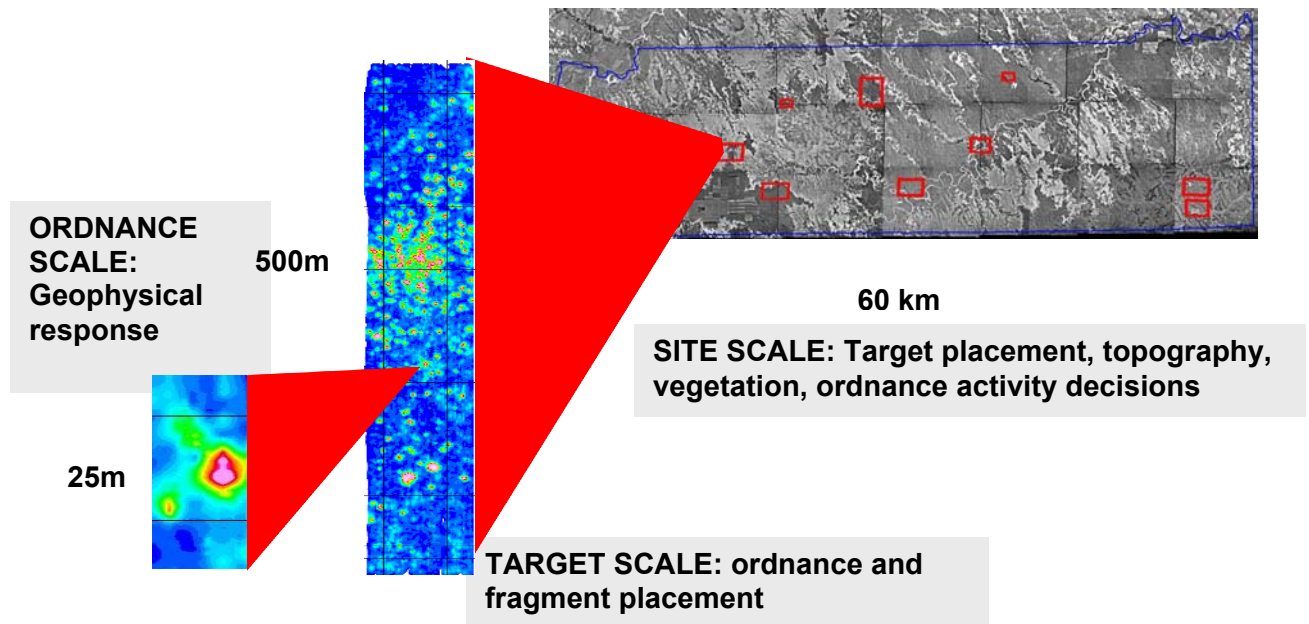 ORDNANCE
SCALE:
Geophysical
response
500m
25m
60 km
SITE SCALE: Target placement, topography,
vegetation, ordnance activity decisions
TARGET SCALE: ordnance and
fragment placement